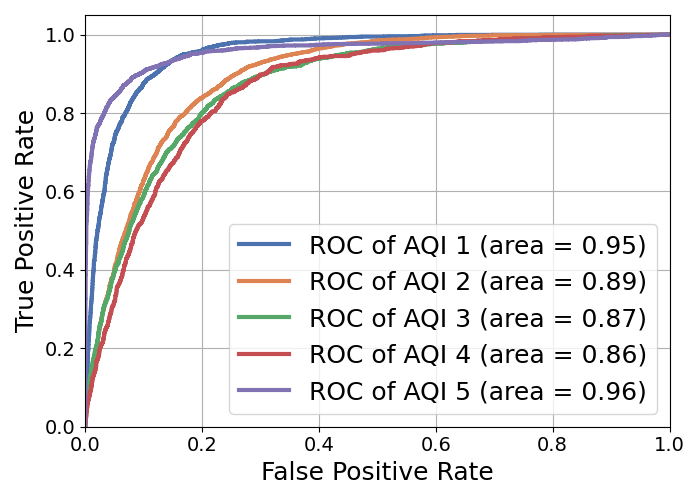 1.0
0.8
0.6
0.4
0.2
0.0
True Positive Rate
ROC of AQI 1 (area = 0.95)
ROC of AQI 2 (area = 0.89)
ROC of AQI 3 (area = 0.87)
ROC of AQI 4 (area = 0.86)
ROC of AQI 5 (area = 0.96)
0.0 0.2 0.4 0.6 0.8 1.0
False Positive Rate